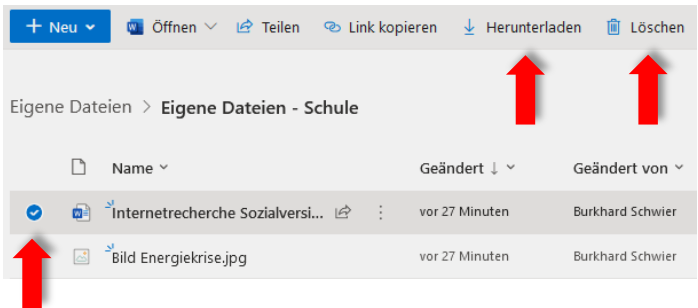 + Neu Öffnen Teilen Link kopieren Herunterladen Löschen
Eigene Dateien > Eigene Dateien - Schule
Name Geändert ↓ Geändert von
Internetrecherche Sozialversi... vor 27 Minuten Burkhard Schwier
Bild Energiekrise.jpg vor 27 Minuten Burkhard Schwier